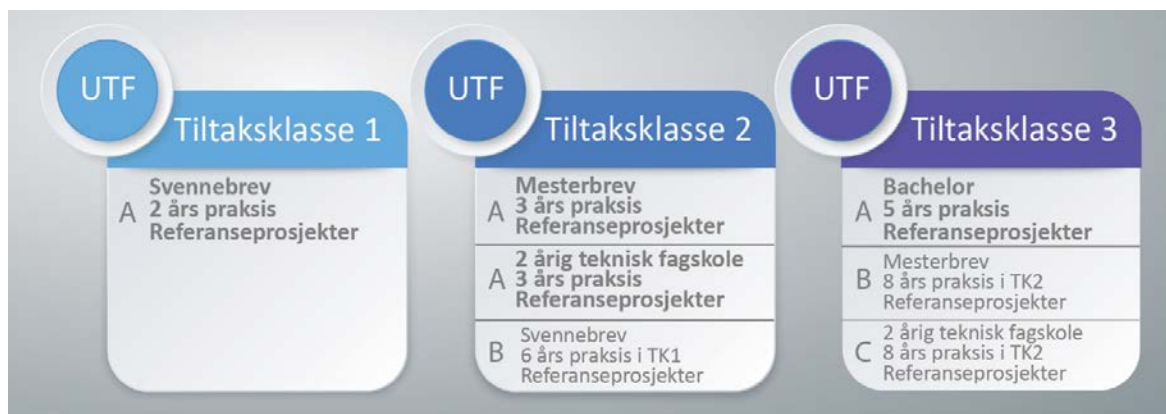 UTF
Tiltaksklasse 1
A
Svennebrev
2 års praksis
Referanseprosjekter
UTF
Tiltaksklasse 2
A
Mesterbrev
3 års praksis
Referanseprosjekter
A
2 årig teknisk fagskole
3 års praksis
Referanseprosjekter
B
Svennebrev
6 års praksis i TK1
Referanseprosjekter
UTF
Tiltaksklasse 3
A
Bachelor
5 års praksis
Referanseprosjekter
B
Mesterbrev
8 års praksis i TK2
Referanseprosjekter
C
2 årig teknisk fagskole
8 års praksis i TK2
Referanseprosjekter